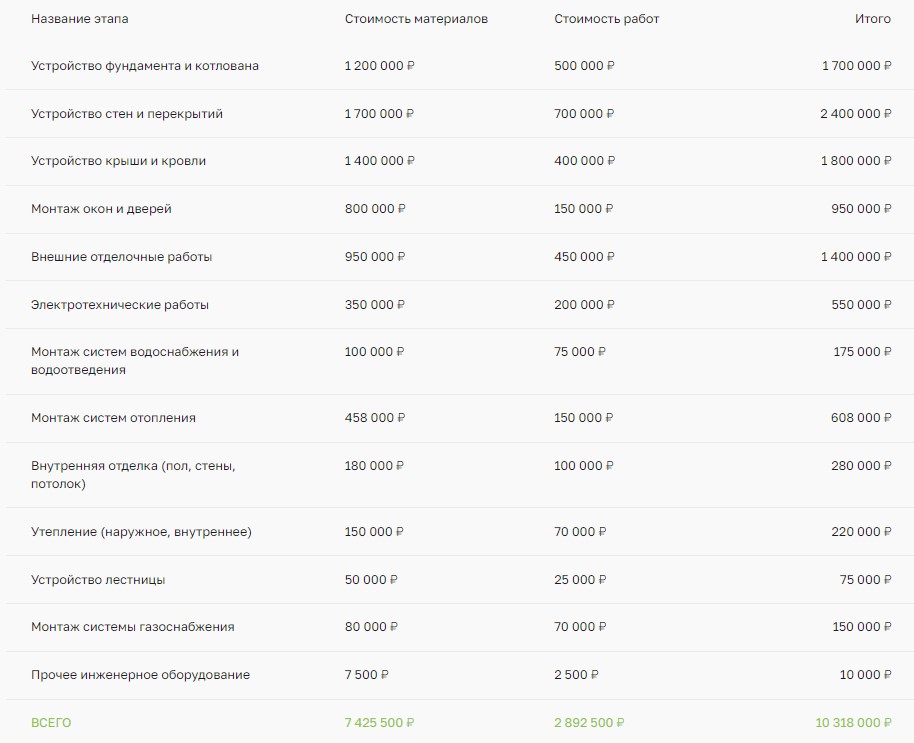 Название этапа Стоимость материалов Стоимость работ Итого
Устройство фундамента и котлована 1 200 000 ₽ 500 000 ₽ 1 700 000 ₽
Устройство стен и перекрытий 1 700 000 ₽ 700 000 ₽ 2 400 000 ₽
Устройство крыши и кровли 1 400 000 ₽ 400 000 ₽ 1 800 000 ₽
Монтаж окон и дверей 800 000 ₽ 150 000 ₽ 950 000 ₽
Внешние отделочные работы 950 000 ₽ 450 000 ₽ 1 400 000 ₽
Электротехнические работы 350 000 ₽ 200 000 ₽ 550 000 ₽
Монтаж систем водоснабжения и 100 000 ₽ 75 000 ₽ 175 000 ₽
водоотведения
Монтаж систем отопления 458 000 ₽ 150 000 ₽ 608 000 ₽
Внутренняя отделка (пол, стены, 180 000 ₽ 100 000 ₽ 280 000 ₽
потолок)
Утепление (наружное, внутреннее) 150 000 ₽ 70 000 ₽ 220 000 ₽
Устройство лестницы 50 000 ₽ 25 000 ₽ 75 000 ₽
Монтаж системы газоснабжения 80 000 ₽ 70 000 ₽ 150 000 ₽
Прочее инженерное оборудование 7 500 ₽ 2 500 ₽ 10 000 ₽
ВСЕГО 7 425 500 ₽ 2 892 500 ₽ 10 318 000 ₽